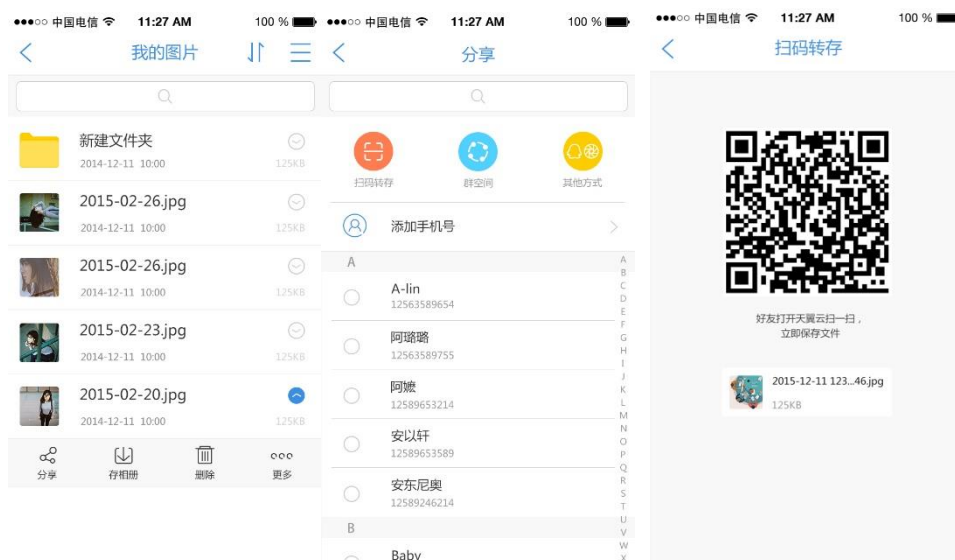 中国电信 11:27 AM 100 %
我的图片
新建文件夹
2014-12-11 10:00 125KB
2015-02-26.jpg
2014-12-11 10:00 125KB
2015-02-26.jpg
2014-12-11 10:00 125KB
2015-02-23.jpg
2014-12-11 10:00 125KB
2015-02-20.jpg
2014-12-11 10:00 125KB
分享 存相册 删除 更多
中国电信 11:27 AM 100 %
分享
扫码转存 群空间 其他方式
添加手机号
A
A-lin
12563589654
阿璐璐
12563589755
阿嬷
12589653214
安以轩
12589653589
安东尼奥
12589246214
B
Baby
A
B
C
D
E
F
G
H
I
J
K
L
M
N
O
P
Q
R
S
T
U
V
W
X
中国电信 11:27 AM 100 %
扫码转存
好友打开天翼云扫一扫，
立即保存文件
2015-12-11 123...46.jpg
125KB